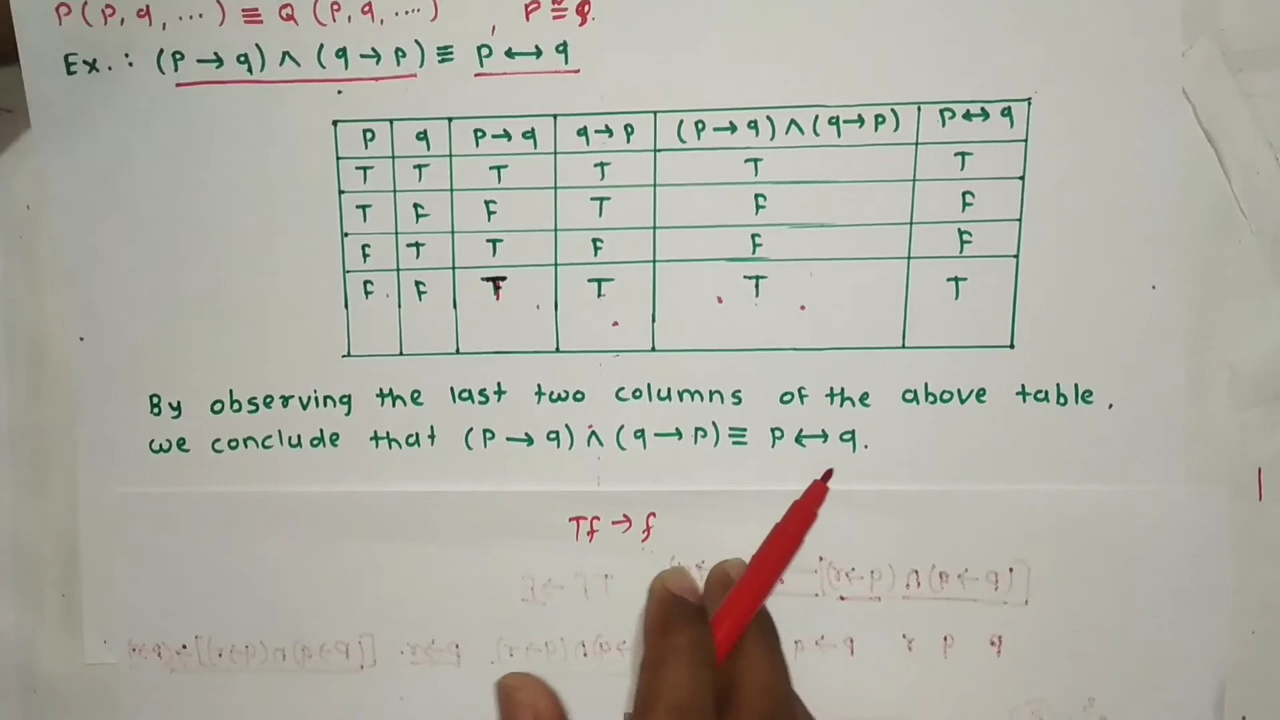 P(p, q, ...) ≡ Q(p, q, ....) P ≡ Q.
Ex.: (p → q) ∧ (q → p) ≡ p ↔ q
p q p → q q → p (p → q) ∧ (q → p) p ↔ q
T T T T T T
T F F T F F
F T T F F F
F F T T T T
By observing the last two columns of the above table,
we conclude that (p → q) ∧ (q → p) ≡ p ↔ q.
Tf → f